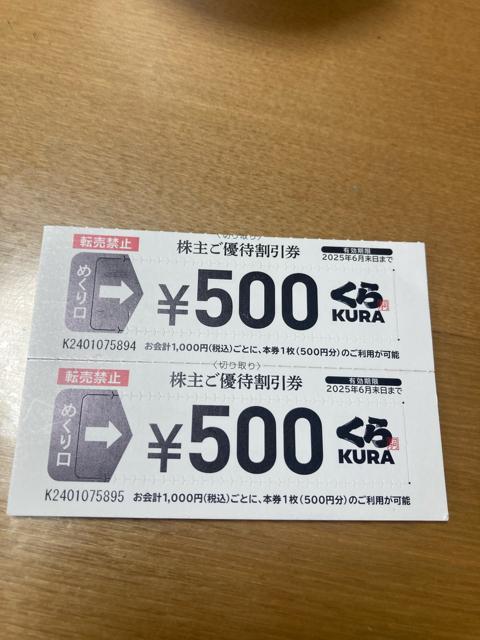 〈切り取り〉
転売禁止
株主ご優待割引券
有効期限
2025年6月末日まで
めくり口
¥500
くら
KURA
K2401075894
お会計1,000円(税込)ごとに、本券1枚(500円分)のご利用が可能
〈切り取り〉
転売禁止
株主ご優待割引券
有効期限
2025年6月末日まで
めくり口
¥500
くら
KURA
K2401075895
お会計1,000円(税込)ごとに、本券1枚(500円分)のご利用が可能